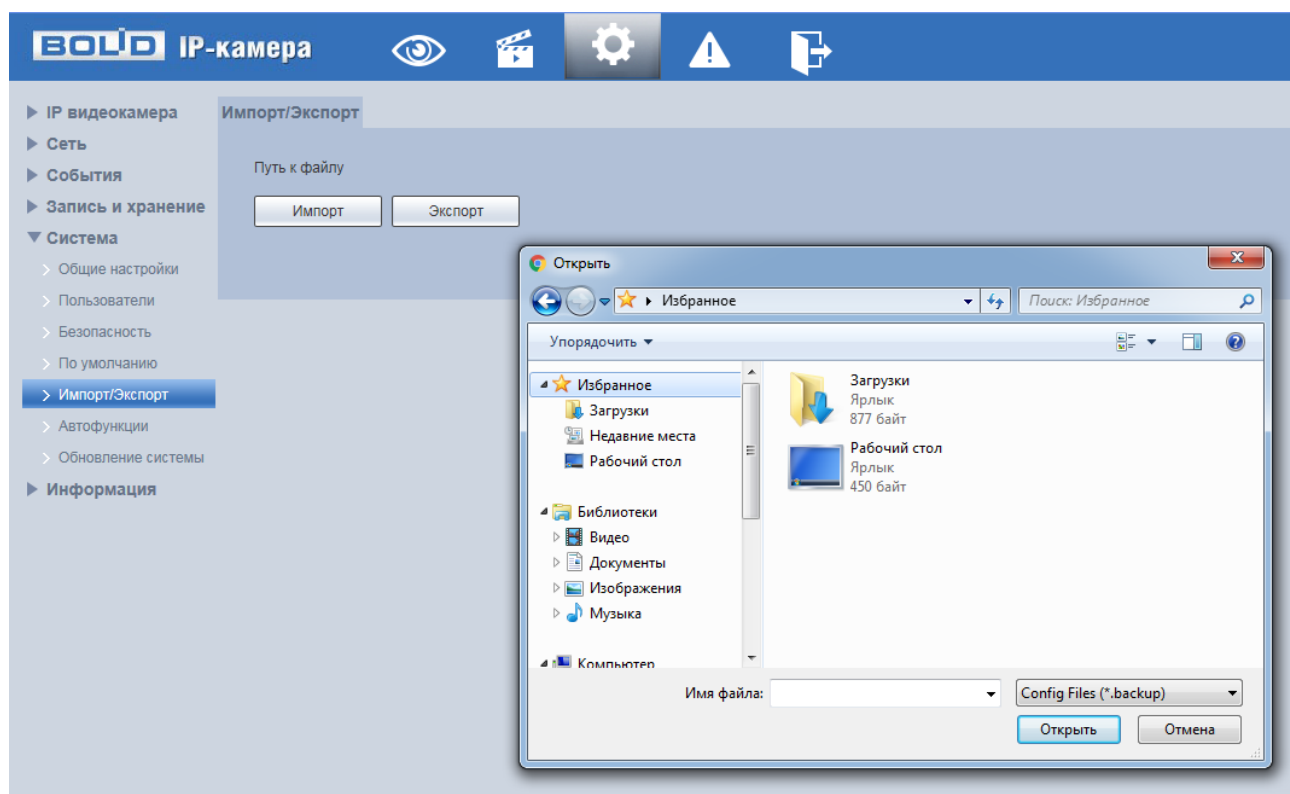 BOLID IP-камера
IP видеокамера
Сеть
События
Запись и хранение
Система
Общие настройки
Пользователи
Безопасность
По умолчанию
Импорт/Экспорт
Автофункции
Обновление системы
Информация
Импорт/Экспорт
Путь к файлу
Импорт
Экспорт
Открыть
Избранное
Поиск: Избранное
Упорядочить
Избранное
Загрузки
Недавние места
Рабочий стол
Библиотеки
Видео
Документы
Изображения
Музыка
Компьютер
Загрузки
Ярлык
877 байт
Рабочий стол
Ярлык
450 байт
Имя файла:
Config Files (*.backup)
Открыть
Отмена